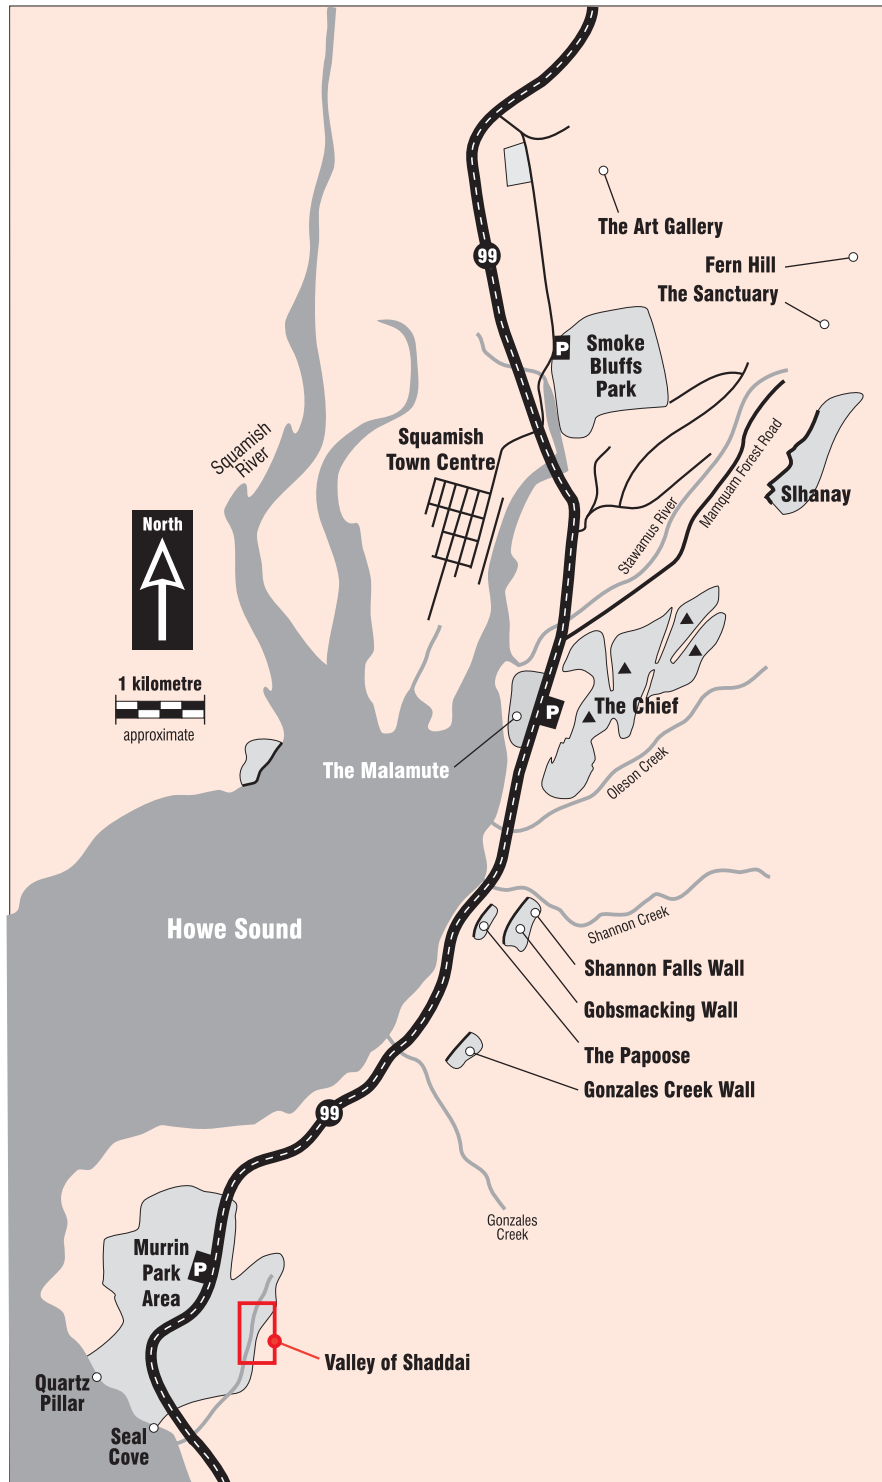 The Art Gallery
99
Fern Hill
The Sanctuary
P
Smoke
Bluffs
Park
Squamish
River
Squamish
Town Centre
Mamquam Forest Road
Slhanay
Stawamus River
North
1 kilometre
approximate
The Chief
P
The Malamute
Oleson Creek
Howe Sound
Shannon Creek
Shannon Falls Wall
Gobsmacking Wall
The Papoose
Gonzales Creek Wall
99
Gonzales
Creek
Murrin
Park
Area
P
Valley of Shaddai
Quartz
Pillar
Seal
Cove